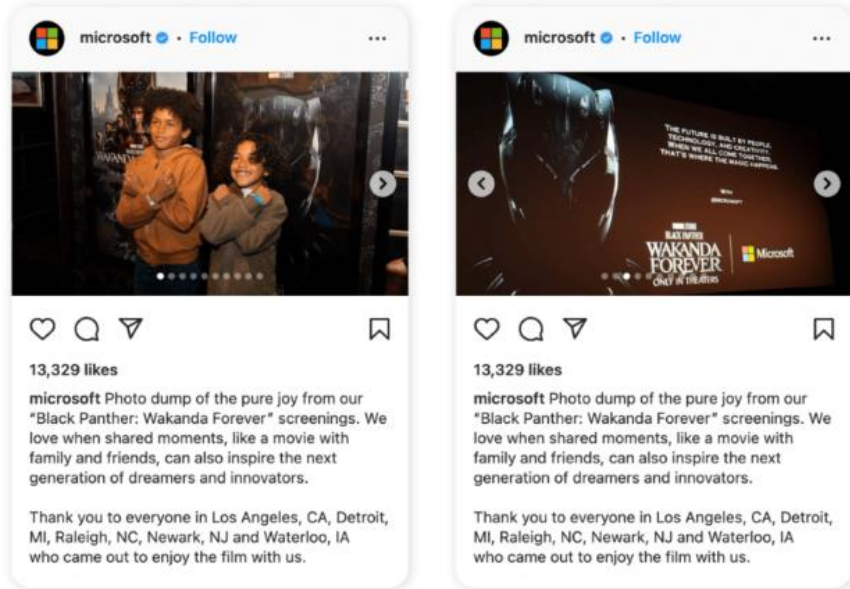 microsoft • Follow
WAKANDA
13,329 likes
microsoft Photo dump of the pure joy from our
“Black Panther: Wakanda Forever” screenings. We
love when shared moments, like a movie with
family and friends, can also inspire the next
generation of dreamers and innovators.
Thank you to everyone in Los Angeles, CA, Detroit,
MI, Raleigh, NC, Newark, NJ and Waterloo, IA
who came out to enjoy the film with us.
microsoft • Follow
THE FUTURE IS BUILT BY PEOPLE,
TECHNOLOGY, AND CREATIVITY.
WHEN WE ALL COME TOGETHER,
THAT'S WHERE THE MAGIC HAPPENS.
WITH
@MICROSOFT
BLACK PANTHER
WAKANDA
FOREVER
ONLY IN THEATERS
Microsoft
13,329 likes
microsoft Photo dump of the pure joy from our
“Black Panther: Wakanda Forever” screenings. We
love when shared moments, like a movie with
family and friends, can also inspire the next
generation of dreamers and innovators.
Thank you to everyone in Los Angeles, CA, Detroit,
MI, Raleigh, NC, Newark, NJ and Waterloo, IA
who came out to enjoy the film with us.